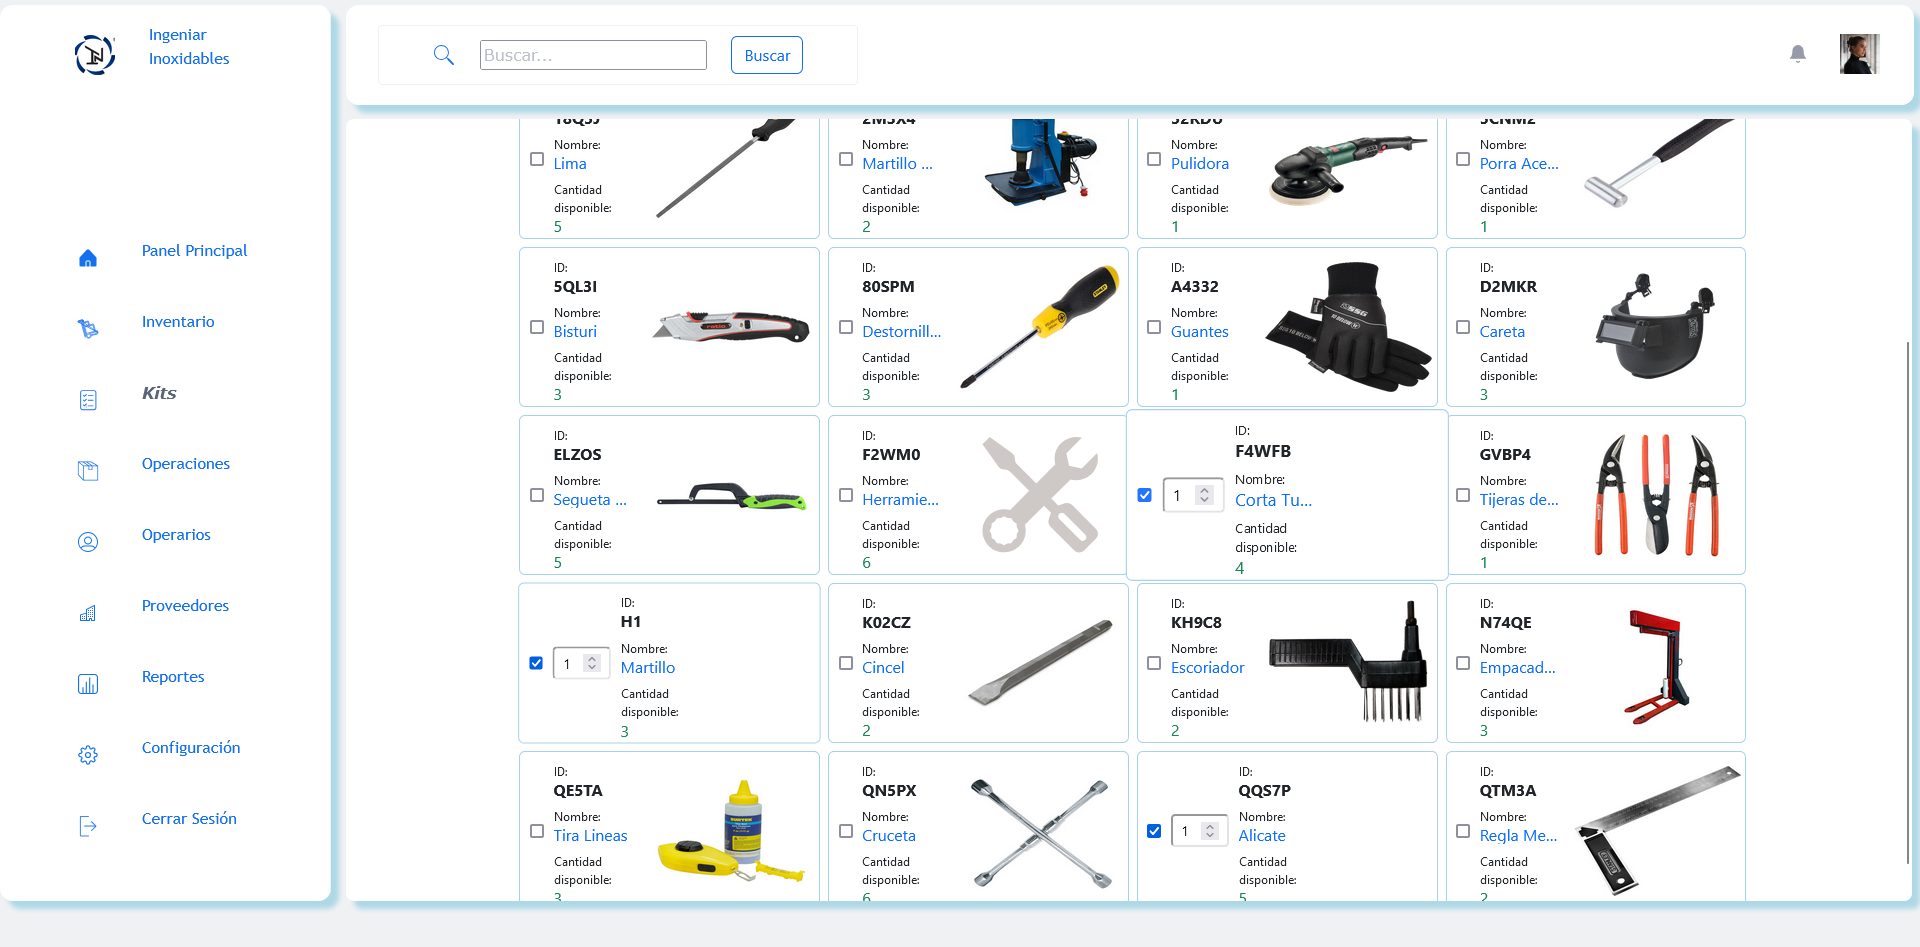 Ingeniar
Inoxidables
Buscar...
Buscar
Panel Principal
Inventario
Kits
Operaciones
Operarios
Proveedores
Reportes
Configuración
Cerrar Sesión
Nombre:
Lima
Cantidad
disponible:
5
Nombre:
Martillo ...
Cantidad
disponible:
2
Nombre:
Pulidora
Cantidad
disponible:
1
Nombre:
Porra Ace...
Cantidad
disponible:
1
ID:
5QL3I
Nombre:
Bisturi
Cantidad
disponible:
3
ID:
80SPM
Nombre:
Destornill...
Cantidad
disponible:
3
ID:
A4332
Nombre:
Guantes
Cantidad
disponible:
1
ID:
D2MKR
Nombre:
Careta
Cantidad
disponible:
3
ID:
ELZOS
Nombre:
Segueta ...
Cantidad
disponible:
5
ID:
F2WM0
Nombre:
Herramie...
Cantidad
disponible:
6
1
ID:
F4WFB
Nombre:
Corta Tu...
Cantidad
disponible:
4
ID:
GVBP4
Nombre:
Tijeras de...
Cantidad
disponible:
1
1
ID:
H1
Nombre:
Martillo
Cantidad
disponible:
3
ID:
K02CZ
Nombre:
Cincel
Cantidad
disponible:
2
ID:
KH9C8
Nombre:
Escoriador
Cantidad
disponible:
2
ID:
N74QE
Nombre:
Empacad...
Cantidad
disponible:
3
ID:
QE5TA
Nombre:
Tira Lineas
Cantidad
disponible:
3
ID:
QN5PX
Nombre:
Cruceta
Cantidad
disponible:
6
1
ID:
QQS7P
Nombre:
Alicate
Cantidad
disponible:
5
ID:
QTM3A
Nombre:
Regla Me...
Cantidad
disponible:
2